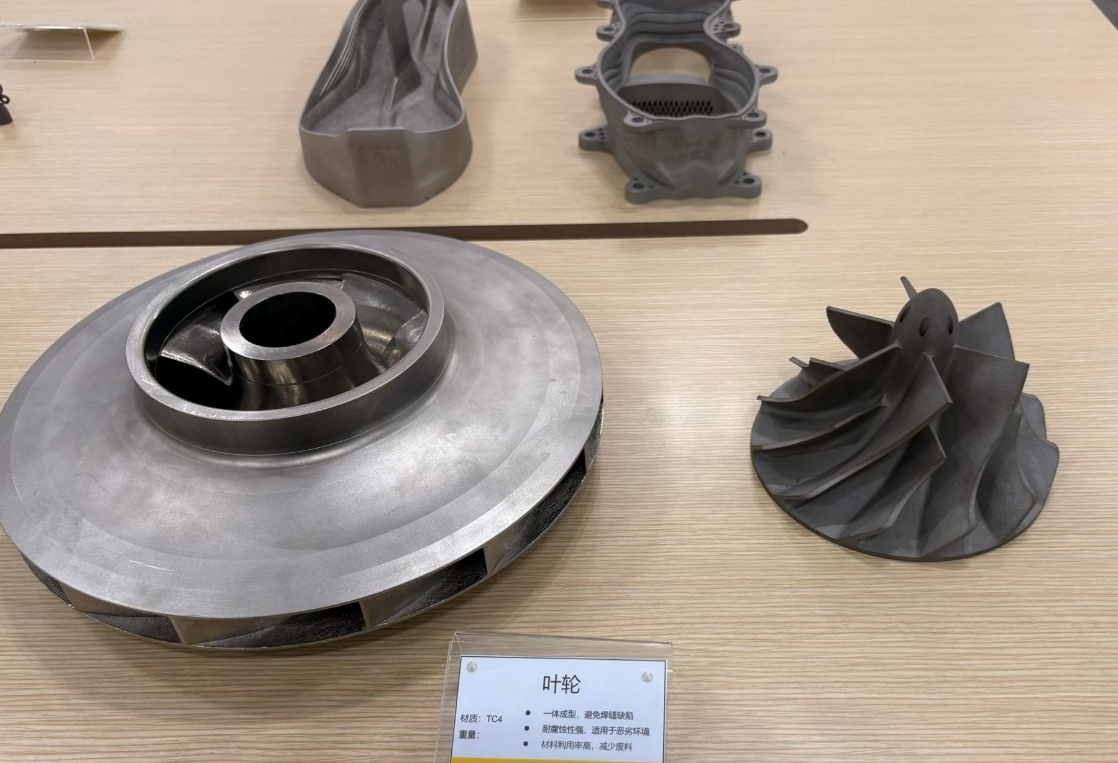 叶轮
材质：TC4
重量：
● 一体成型，避免焊缝缺陷
● 耐腐蚀性强，适用于恶劣环境
● 材料利用率高，减少废料